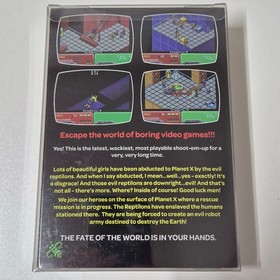 Escape the world of boring video games!!!
Yes! This is the latest, wackiest, most playable shoot-em-up for a
very, very long time.
Lots of beautiful girls have been abducted to Planet X by the evil
reptilons. And when I say abducted, I mean...well...yes - exactly! It's
a disgrace! And those evil reptilons are downright...evil! And that's
not all - there's more. Where? Inside of course! Good luck men!
We join our heroes on the surface of Planet X where a rescue
mission is in progress. The Reptilons have enslaved the humans
stationed there. They are being forced to create an evil robot
army destined to destroy the Earth!
THE FATE OF THE WORLD IS IN YOUR HANDS.